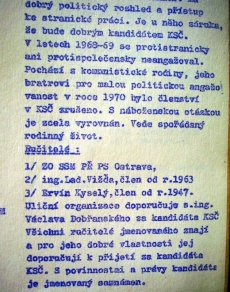 dobrý politický rozhled a přístup
ke stranické práci. Je u něho záruka,
že bude dobrým kandidátem KSČ.
V letech 1968-69 se protistranicky
ani protispolečensky neangažoval.
Pochází z komunistické rodiny, jeho
bratrovi pro malou politickou angažo
vanost v roce 1970 bylo členství
v KSČ zrušeno. S náboženskou otázkou
je zcela vyrovnán. Vede spořádaný
rodinný život.
Ručitelé :
1/ ZO SSM PŘ PS Ostrava,
2/ ing.Lad.Vižďa,člen od r.1963
3/ Ervín Kyselý,člen od r.1967.
Uliční organizace doporučuje s.ing.
Václava Dobřanského za kandidáta KSČ
Všichni ručitelé jmenovaného znají
a pro jeho dobré vlastnosti jej
doporučují k přijetí za kandidáta
KSČ. S povinnostmi a právy kandidáta
je jmenovaný seznámen.